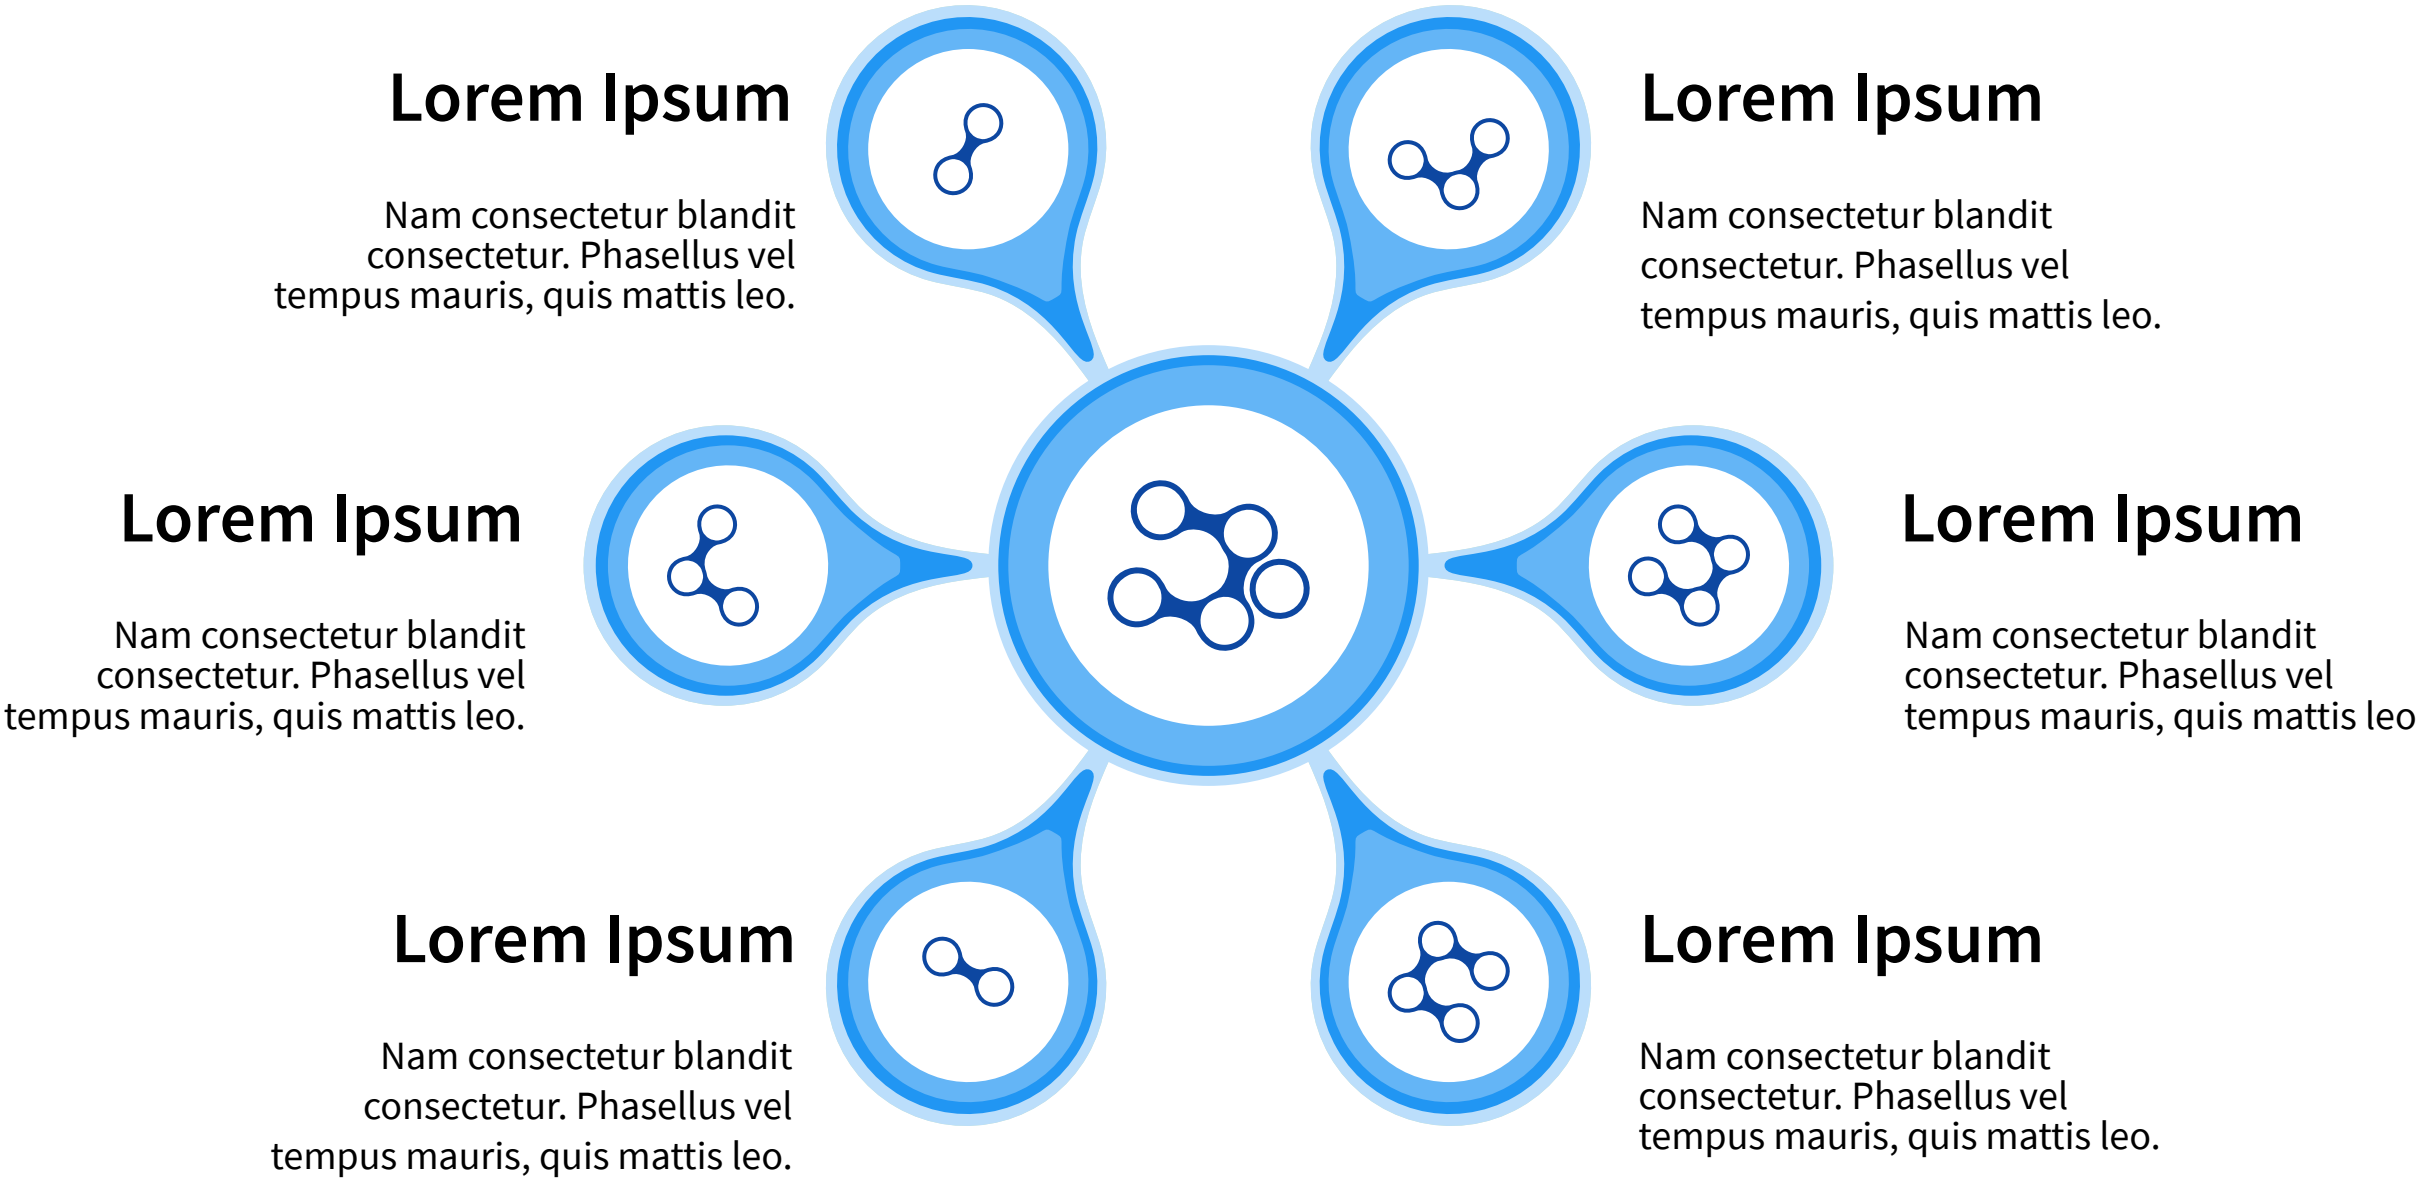 Lorem Ipsum
Nam consectetur blandit
consectetur. Phasellus vel
tempus mauris, quis mattis leo.
Lorem Ipsum
Nam consectetur blandit
consectetur. Phasellus vel
tempus mauris, quis mattis leo.
Lorem Ipsum
Nam consectetur blandit
consectetur. Phasellus vel
tempus mauris, quis mattis leo.
Lorem Ipsum
Nam consectetur blandit
consectetur. Phasellus vel
tempus mauris, quis mattis leo
Lorem Ipsum
Nam consectetur blandit
consectetur. Phasellus vel
tempus mauris, quis mattis leo.
Lorem Ipsum
Nam consectetur blandit
consectetur. Phasellus vel
tempus mauris, quis mattis leo.